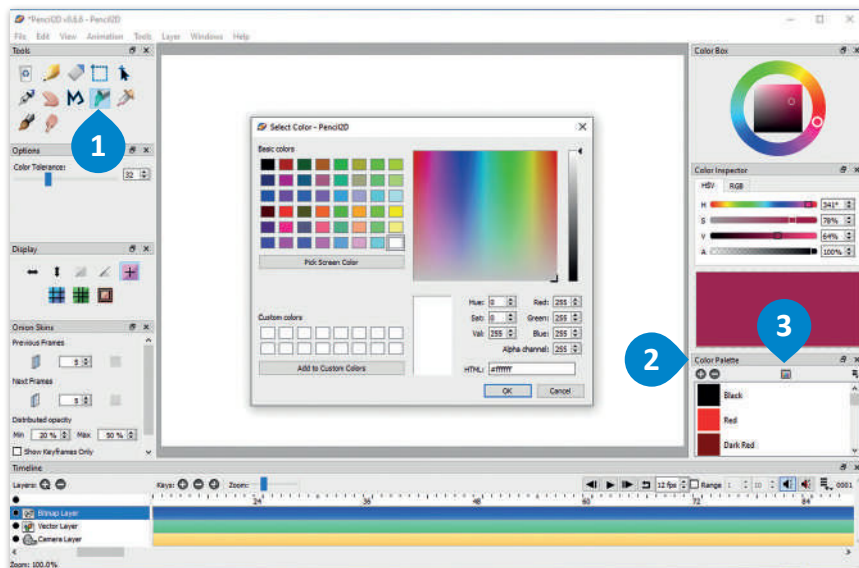 *Pencil2D v0.6.6 - Pencil2D
File Edit View Animation Tools Layer Windows Help
Tools
1
Options
Color Tolerance:
32
Display
Onion Skins
Previous Frames
5
Next Frames
5
Distributed opacity
Min 20 % Max 50 %
Show Keyframes Only
Select Color - Pencil2D
Basic colors
Pick Screen Color
Custom colors
Add to Custom Colors
Hue: 0 Red: 255
Sat: 0 Green: 255
Val: 255 Blue: 255
Alpha channel: 255
HTML: #ffffff
OK Cancel
Color Box
Color Inspector
HSV RGB
H 341°
S 78%
V 64%
A 100%
2
3
Color Palette
Black
Red
Dark Red
Timeline
Layers: Keys: Zoom: 12 fps Range 1 10 0001
24 36 48 60 72 84
Bitmap Layer
Vector Layer
Camera Layer
Zoom: 100.0%